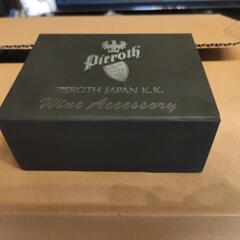 Pieroth
PIEROTH JAPAN K.K.
Wine Accessory